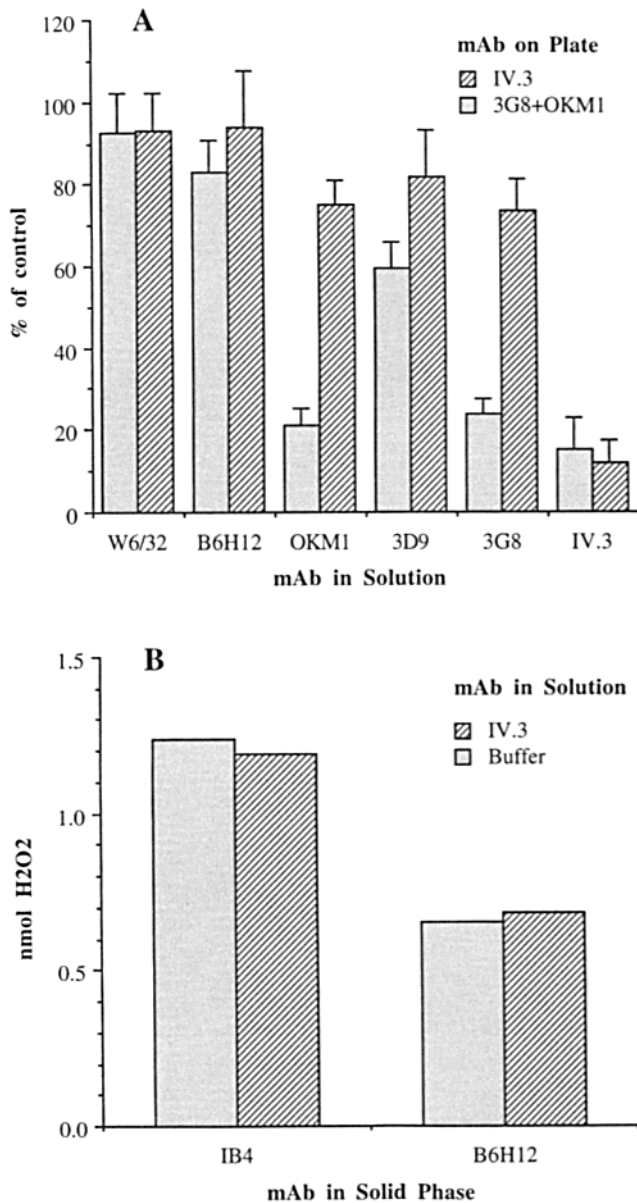 A
120
100
80
60
40
20
0
% of control
mAb on Plate
IV.3
3G8+OKM1
W6/32 B6H12 OKM1 3D9 3G8 IV.3
mAb in Solution
B
1.5
1.0
0.5
0.0
nmol H2O2
mAb in Solution
IV.3
Buffer
IB4 B6H12
mAb in Solid Phase